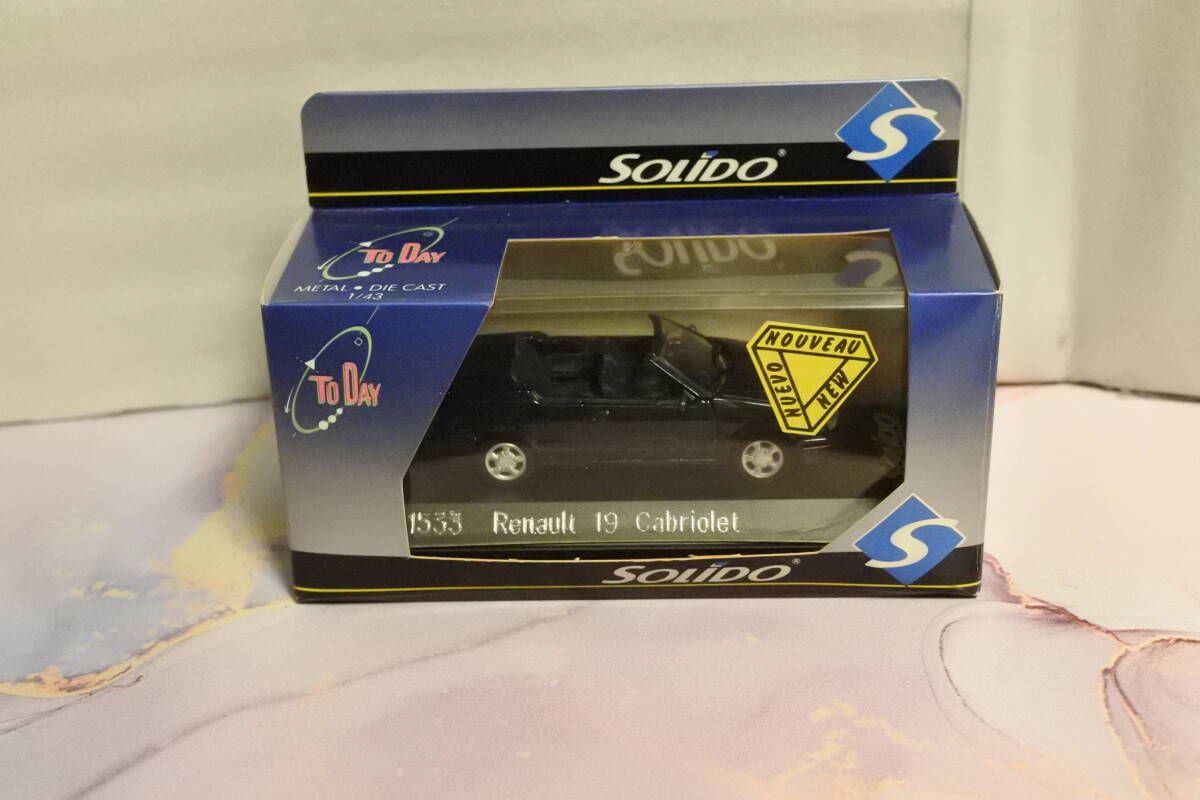 SOLIDO®
S
TO DAY
METAL • DIE CAST
1/43
TO DAY
NOUVEAU
NUEVO
NEW
1533 Renault 19 Cabriolet
S
SOLIDO®